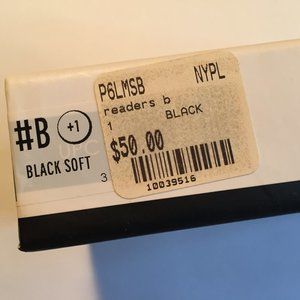 P6LMSB NYPL
readers b
1 BLACK
$50.00
10039516
#B +1
BLACK SOFT
3